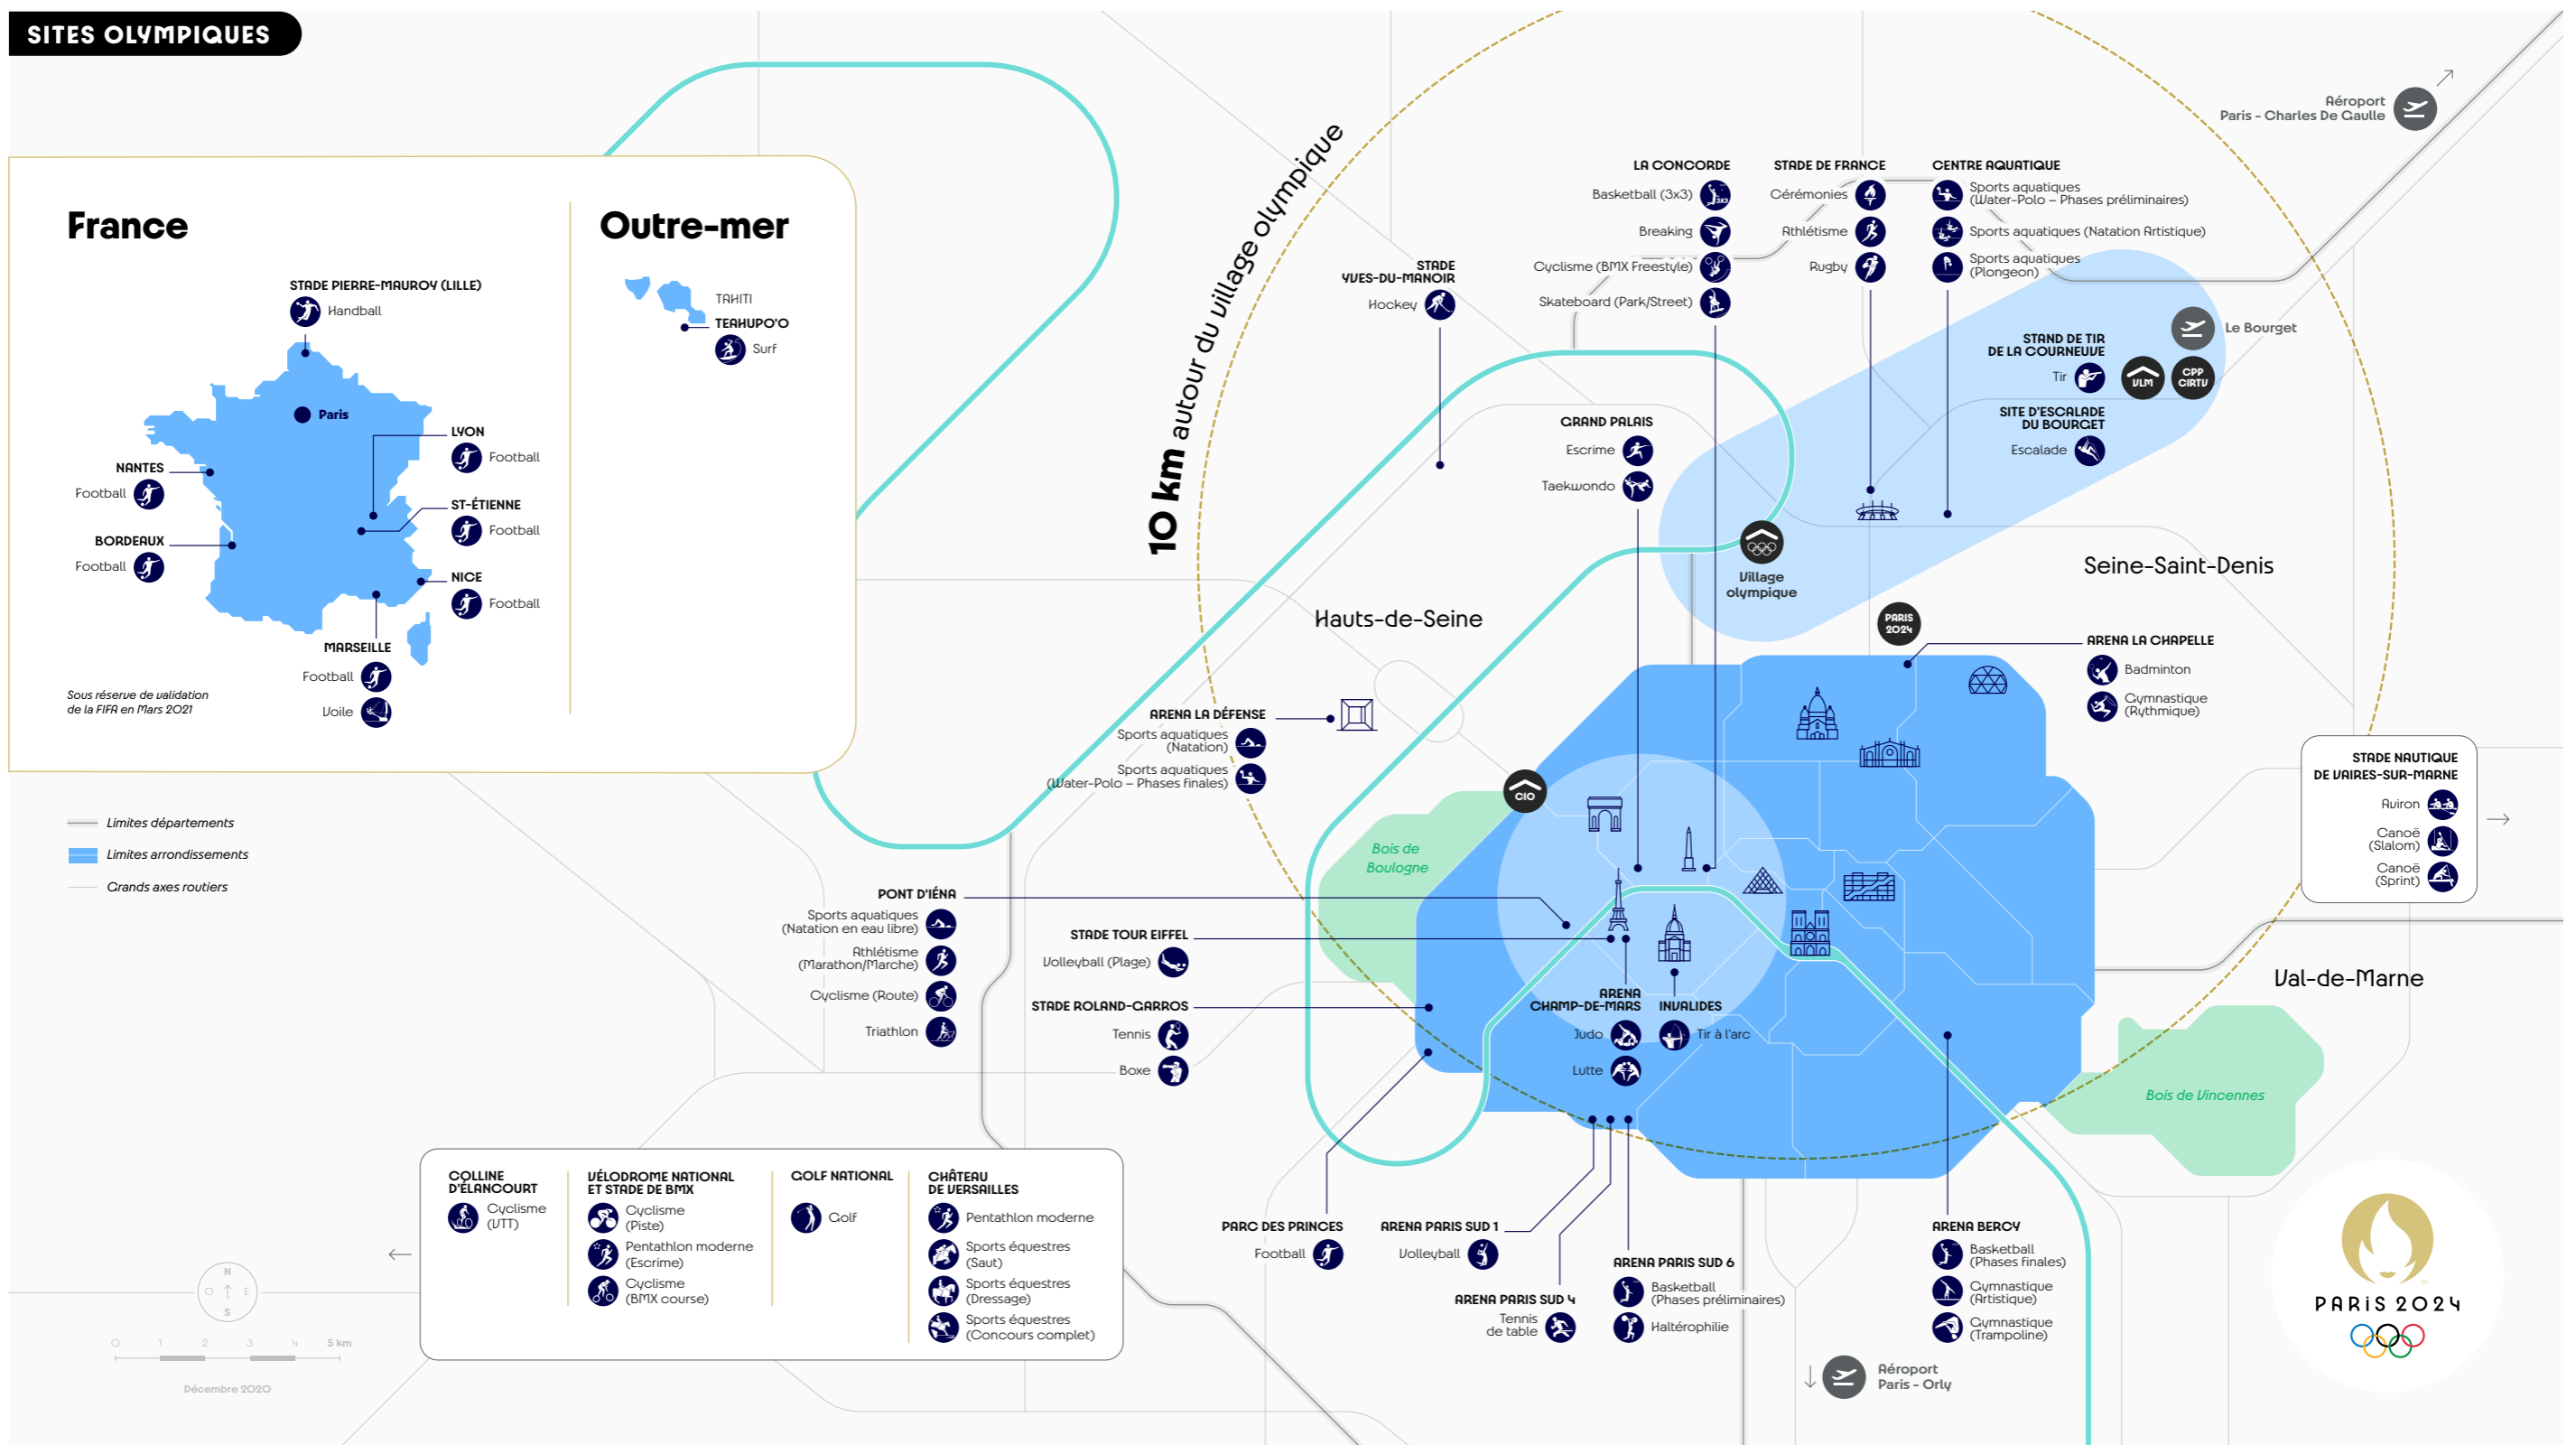 SITES OLYMPIQUES
France
STADE PIERRE-MAUROY (LILLE)
Handball
Paris
LYON
Football
NANTES
Football
ST-ÉTIENNE
Football
BORDEAUX
Football
NICE
Football
MARSEILLE
Football
Voile
Sous réserve de validation
de la FIFA en Mars 2021
Outre-mer
TAHITI
TEAHUPO'O
Surf
Limites départements
Limites arrondissements
Grands axes routiers
10 km autour du village olympique
Aéroport
Paris - Charles De Gaulle
LA CONCORDE
Basketball (3x3)
3X3
Breaking
Cyclisme (BMX Freestyle)
Skateboard (Park/Street)
STADE DE FRANCE
Cérémonies
Athlétisme
Rugby
CENTRE AQUATIQUE
Sports aquatiques
(Water-Polo – Phases préliminaires)
Sports aquatiques (Natation Artistique)
Sports aquatiques
(Plongeon)
STADE
YVES-DU-MANOIR
Hockey
Le Bourget
STAND DE TIR
DE LA COURNEUVE
Tir
VLM
CPP
CIRTV
SITE D'ESCALADE
DU BOURGET
Escalade
GRAND PALAIS
Escrime
Taekwondo
Village
olympique
Seine-Saint-Denis
Hauts-de-Seine
PARIS
2024
ARENA LA CHAPELLE
Badminton
Gymnastique
(Rythmique)
ARENA LA DÉFENSE
Sports aquatiques
(Natation)
Sports aquatiques
(Water-Polo – Phases finales)
CIO
STADE NAUTIQUE
DE VAIRES-SUR-MARNE
Aviron
Canoë
(Slalom)
Canoë
(Sprint)
Bois de
Boulogne
PONT D'IÉNA
Sports aquatiques
(Natation en eau libre)
Athlétisme
(Marathon/Marche)
Cyclisme (Route)
Triathlon
STADE TOUR EIFFEL
Volleyball (Plage)
STADE ROLAND-GARROS
Tennis
Boxe
ARENA
CHAMP-DE-MARS
Judo
Lutte
INVALIDES
Tir à l'arc
Val-de-Marne
Bois de Vincennes
COLLINE
D'ÉLANCOURT
Cyclisme
(VTT)
VÉLODROME NATIONAL
ET STADE DE BMX
Cyclisme
(Piste)
Pentathlon moderne
(Escrime)
Cyclisme
(BMX course)
GOLF NATIONAL
Golf
CHÂTEAU
DE VERSAILLES
Pentathlon moderne
Sports équestres
(Saut)
Sports équestres
(Dressage)
Sports équestres
(Concours complet)
PARC DES PRINCES
Football
ARENA PARIS SUD 1
Volleyball
ARENA PARIS SUD 4
Tennis
de table
ARENA PARIS SUD 6
Basketball
(Phases préliminaires)
Haltérophilie
ARENA BERCY
Basketball
(Phases finales)
Gymnastique
(Artistique)
Gymnastique
(Trampoline)
Aéroport
Paris - Orly
N
O E
S
0 1 2 3 4 5 km
Décembre 2020
PARIS 2024